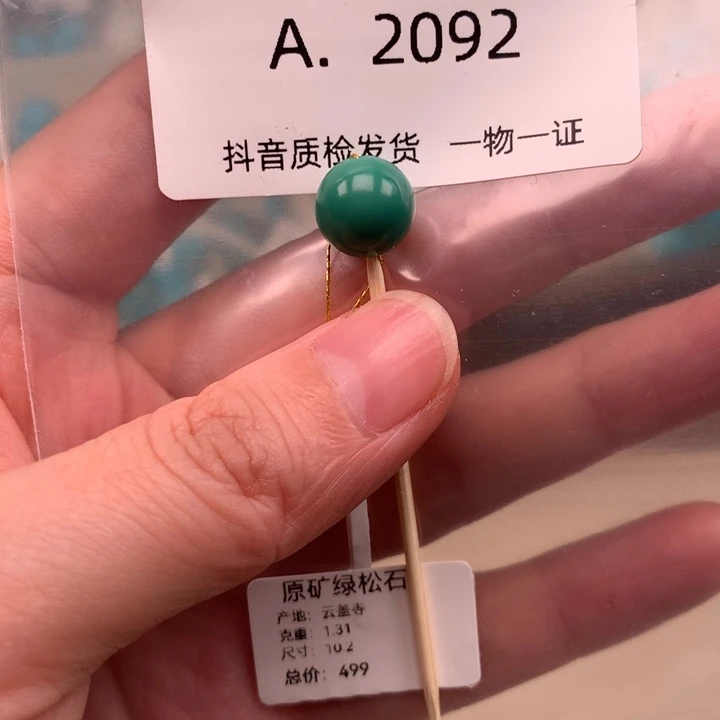 A. 2092
抖音质检发货 一物一证
原矿绿松石
产地: 云盖寺
克重: 1.31
尺寸: 10.2
总价: 499